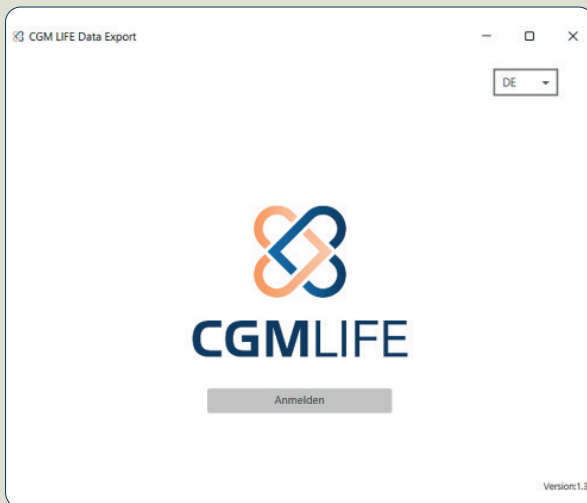 CGM LIFE Data Export
DE
CGMLIFE
Anmelden
Version:1.3